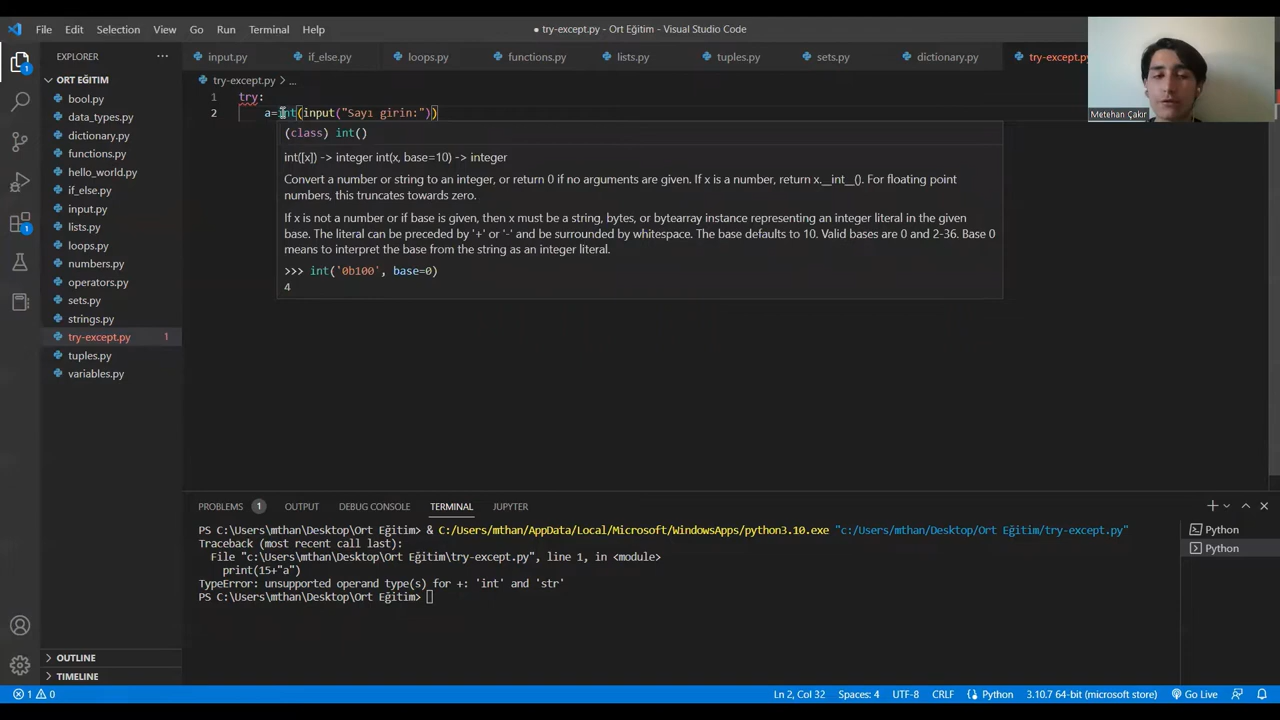 File Edit Selection View Go Run Terminal Help
● try-except.py - Ort Eğitim - Visual Studio Code
EXPLORER
ORT EĞİTİM
bool.py
data_types.py
dictionary.py
functions.py
hello_world.py
if_else.py
input.py
lists.py
loops.py
numbers.py
operators.py
sets.py
strings.py
try-except.py 1
tuples.py
variables.py
OUTLINE
TIMELINE
1
1
input.py if_else.py loops.py functions.py lists.py tuples.py sets.py dictionary.py try-except.py
try-except.py > ...
1 try:
2 a=int(input("Sayı girin:"))
(class) int()
int([x]) -> integer int(x, base=10) -> integer
Convert a number or string to an integer, or return 0 if no arguments are given. If x is a number, return x.__int__(). For floating point
numbers, this truncates towards zero.
If x is not a number or if base is given, then x must be a string, bytes, or bytearray instance representing an integer literal in the given
base. The literal can be preceded by '+' or '-' and be surrounded by whitespace. The base defaults to 10. Valid bases are 0 and 2-36. Base 0
means to interpret the base from the string as an integer literal.
>>> int('0b100', base=0)
4
Metehan Çakır
PROBLEMS 1 OUTPUT DEBUG CONSOLE TERMINAL JUPYTER
PS C:\Users\mthan\Desktop\Ort Eğitim> & C:/Users/mthan/AppData/Local/Microsoft/WindowsApps/python3.10.exe "c:/Users/mthan/Desktop/Ort Eğitim/try-except.py"
Traceback (most recent call last):
File "c:\Users\mthan\Desktop\Ort Eğitim\try-except.py", line 1, in <module>
print(15+"a")
TypeError: unsupported operand type(s) for +: 'int' and 'str'
PS C:\Users\mthan\Desktop\Ort Eğitim>
Python
Python
1 0 Ln 2, Col 32 Spaces: 4 UTF-8 CRLF Python 3.10.7 64-bit (microsoft store) Go Live